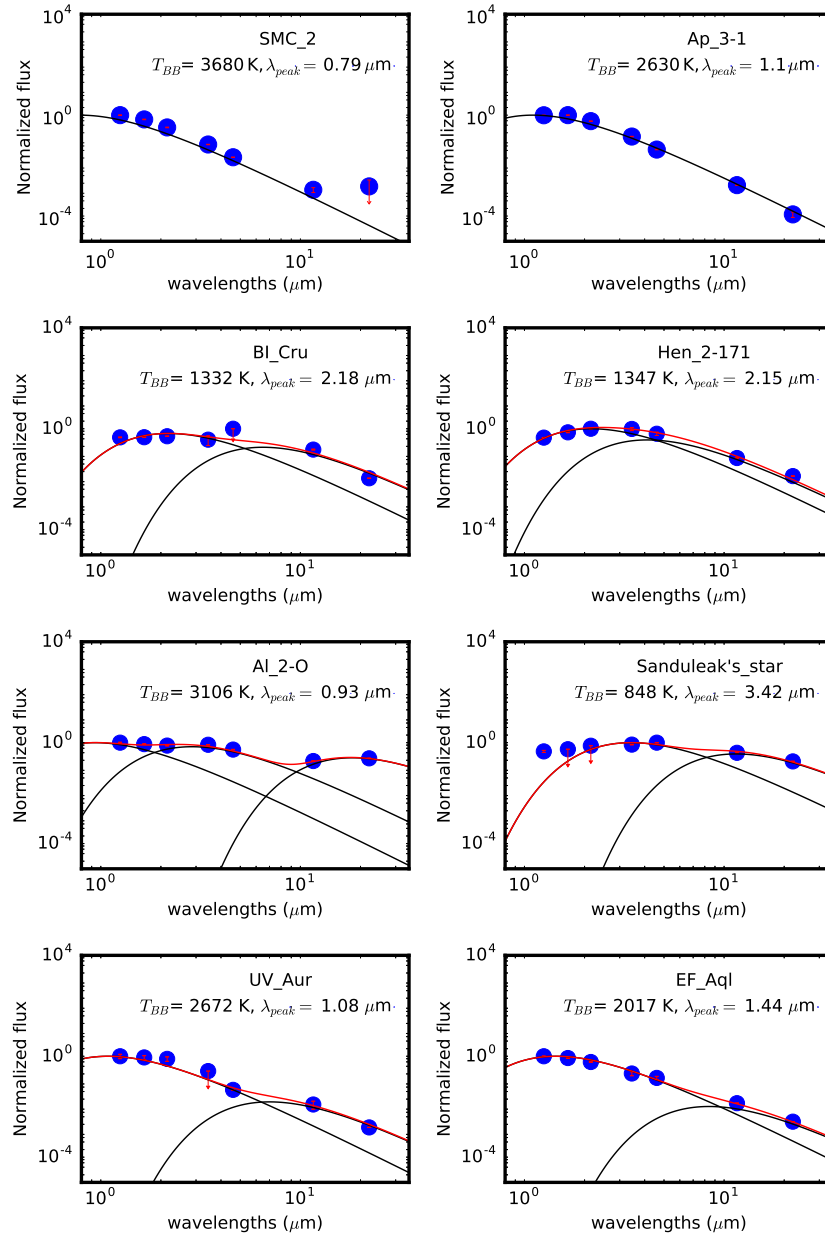 SMC_2
T_BB= 3680 K, λ_peak= 0.79 μm
Normalized flux
10^4
10^0
10^-4
10^0 10^1
wavelengths (μm)
Ap_3-1
T_BB= 2630 K, λ_peak= 1.1 μm
Normalized flux
10^4
10^0
10^-4
10^0 10^1
wavelengths (μm)
BI_Cru
T_BB= 1332 K, λ_peak= 2.18 μm
Normalized flux
10^4
10^0
10^-4
10^0 10^1
wavelengths (μm)
Hen_2-171
T_BB= 1347 K, λ_peak= 2.15 μm
Normalized flux
10^4
10^0
10^-4
10^0 10^1
wavelengths (μm)
Al_2-O
T_BB= 3106 K, λ_peak= 0.93 μm
Normalized flux
10^4
10^0
10^-4
10^0 10^1
wavelengths (μm)
Sanduleak's_star
T_BB= 848 K, λ_peak= 3.42 μm
Normalized flux
10^4
10^0
10^-4
10^0 10^1
wavelengths (μm)
UV_Aur
T_BB= 2672 K, λ_peak= 1.08 μm
Normalized flux
10^4
10^0
10^-4
10^0 10^1
wavelengths (μm)
EF_Aql
T_BB= 2017 K, λ_peak= 1.44 μm
Normalized flux
10^4
10^0
10^-4
10^0 10^1
wavelengths (μm)